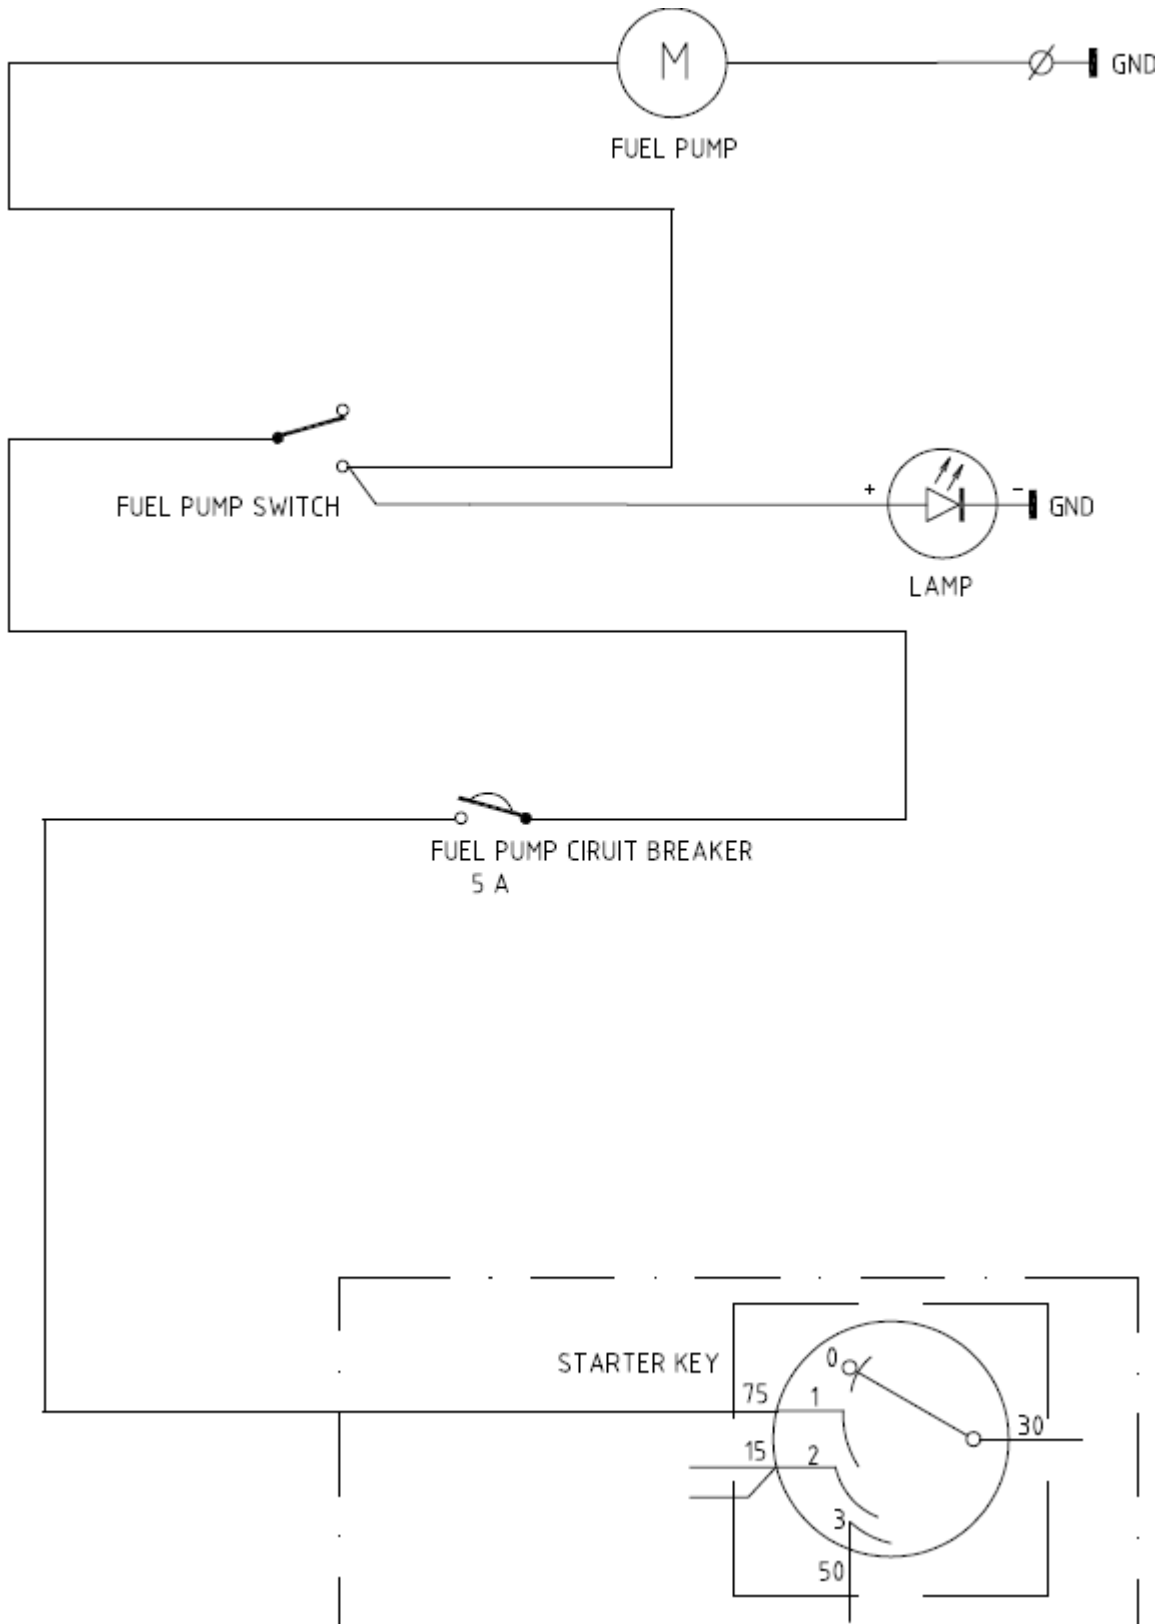 M
GND
FUEL PUMP
FUEL PUMP SWITCH
+
-
GND
LAMP
FUEL PUMP CIRUIT BREAKER
5 A
STARTER KEY
0
75
1
30
15
2
3
50